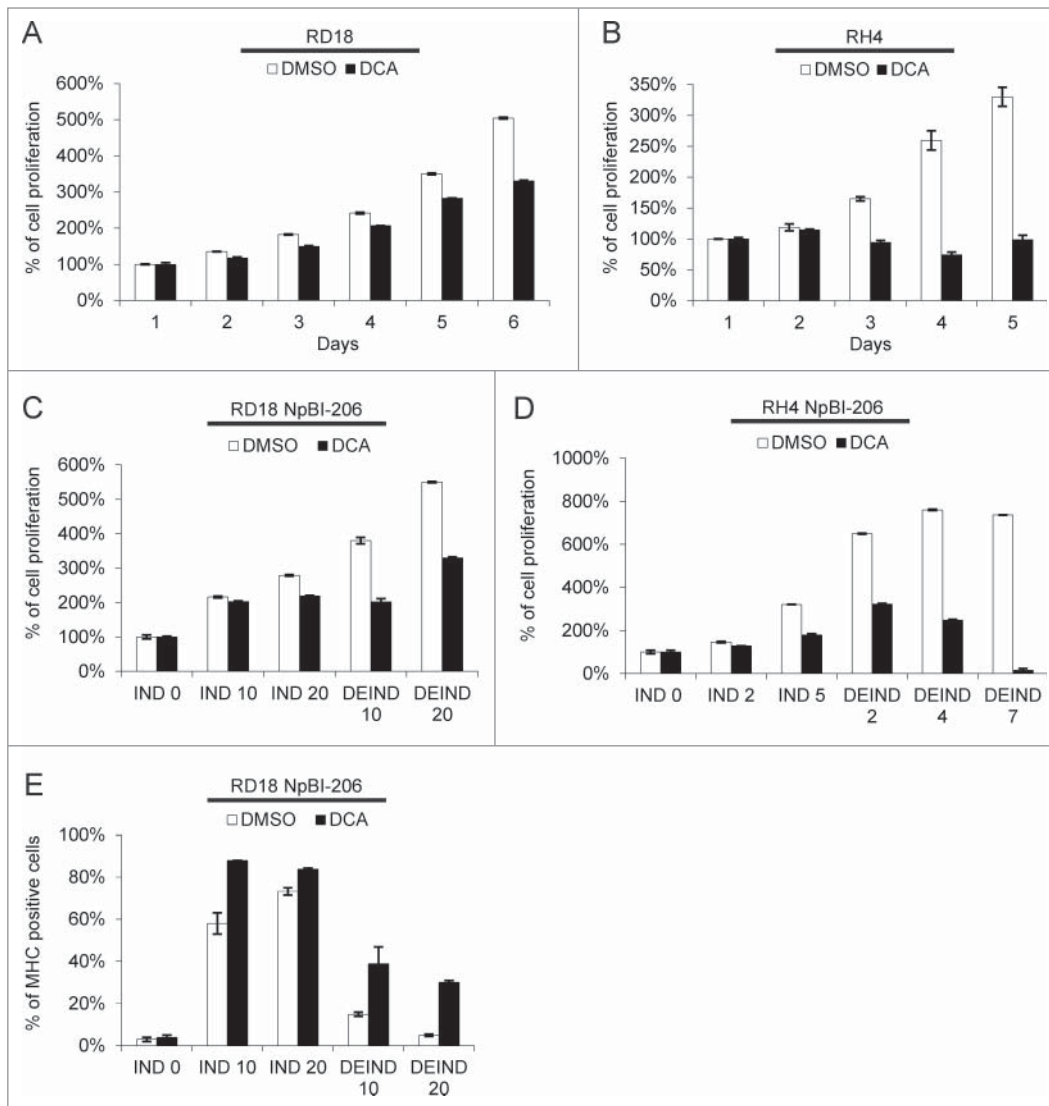 A
RD18
DMSO DCA
% of cell proliferation
600%
500%
400%
300%
200%
100%
0%
1 2 3 4 5 6
Days
B
RH4
DMSO DCA
% of cell proliferation
350%
300%
250%
200%
150%
100%
50%
0%
1 2 3 4 5
Days
C
RD18 NpBI-206
DMSO DCA
% of cell proliferation
600%
500%
400%
300%
200%
100%
0%
IND 0 IND 10 IND 20 DEIND DEIND
10 20
D
RH4 NpBI-206
DMSO DCA
% of cell proliferation
1000%
800%
600%
400%
200%
0%
IND 0 IND 2 IND 5 DEIND DEIND DEIND
2 4 7
E
RD18 NpBI-206
DMSO DCA
% of MHC positive cells
100%
80%
60%
40%
20%
0%
IND 0 IND 10 IND 20 DEIND DEIND
10 20